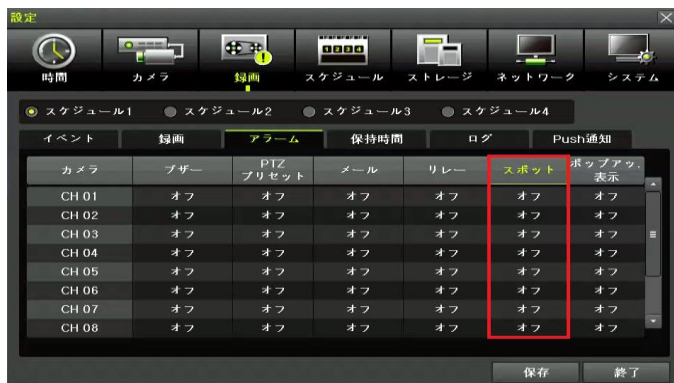 設定
時間 カメラ 録画 スケジュール ストレージ ネットワーク システム
スケジュール1 スケジュール2 スケジュール3 スケジュール4
イベント 録画 アラーム 保持時間 ログ Push通知
カメラ ブザー PTZ プリセット メール リレー スポット ポップアッ. 表示
CH 01 オフ オフ オフ オフ オフ オフ
CH 02 オフ オフ オフ オフ オフ オフ
CH 03 オフ オフ オフ オフ オフ オフ
CH 04 オフ オフ オフ オフ オフ オフ
CH 05 オフ オフ オフ オフ オフ オフ
CH 06 オフ オフ オフ オフ オフ オフ
CH 07 オフ オフ オフ オフ オフ オフ
CH 08 オフ オフ オフ オフ オフ オフ
保存 終了